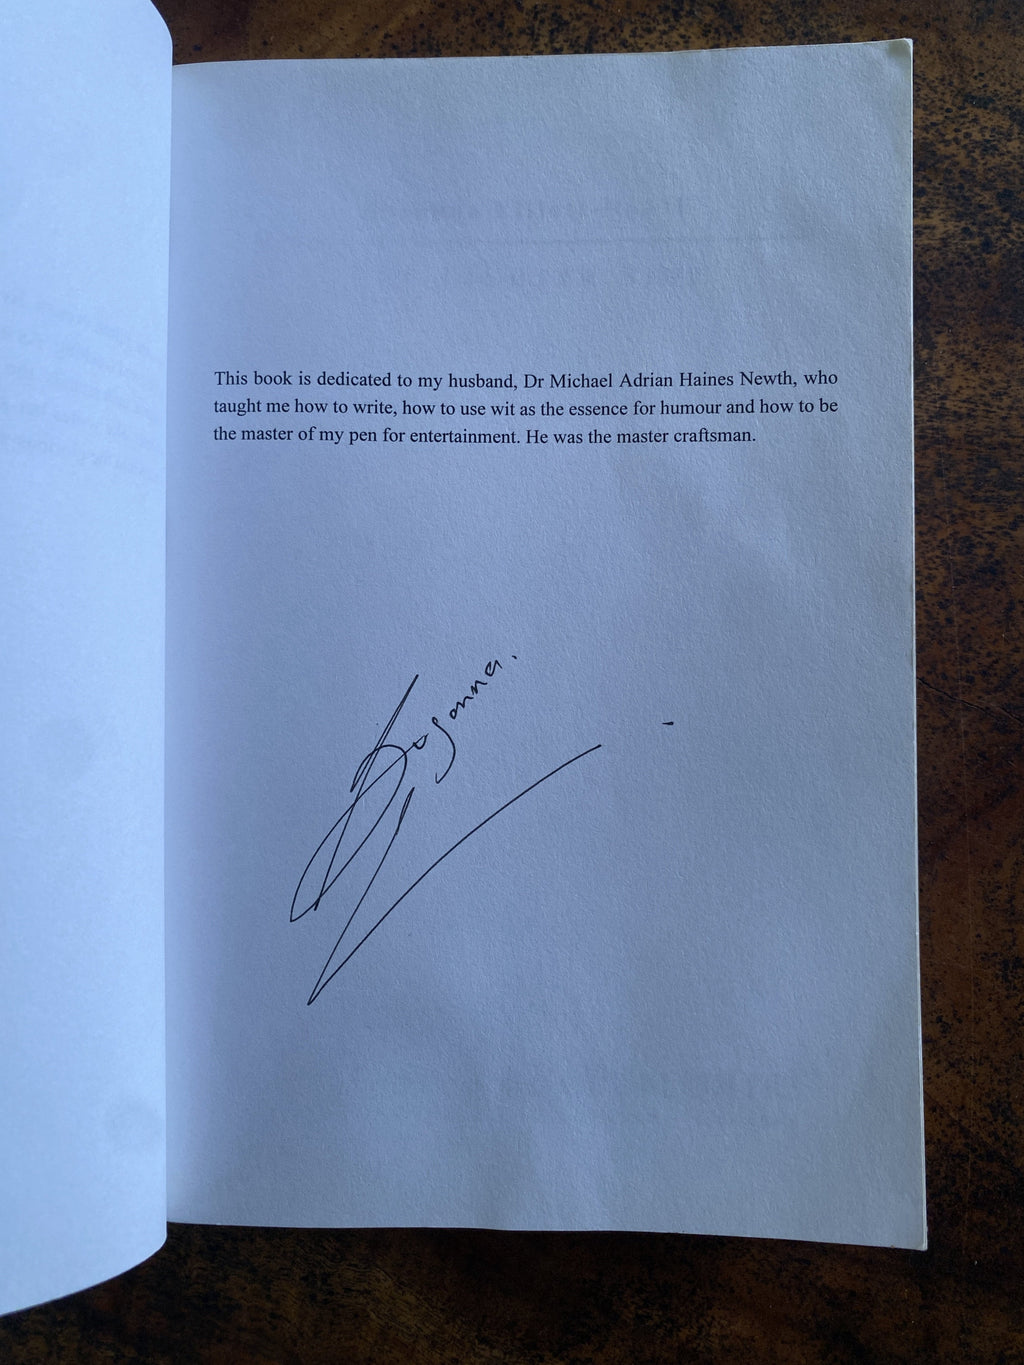 This book is dedicated to my husband, Dr Michael Adrian Haines Newth, who
taught me how to write, how to use wit as the essence for humour and how to be
the master of my pen for entertainment. He was the master craftsman.